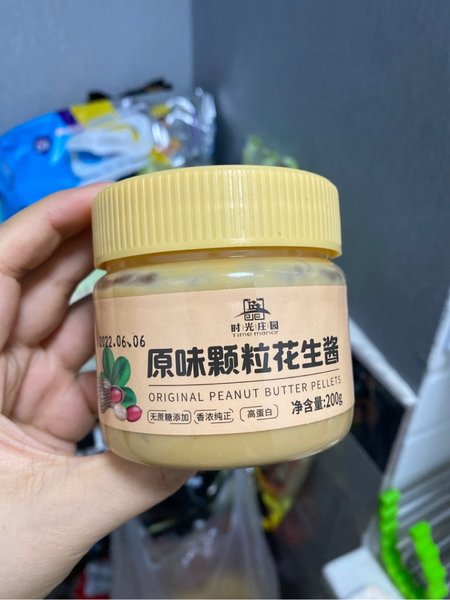 时光庄园
Time manor
2022.06.06
原味颗粒花生酱
ORIGINAL PEANUT BUTTER PELLETS
无蔗糖添加 香浓纯正 高蛋白 净含量:200g